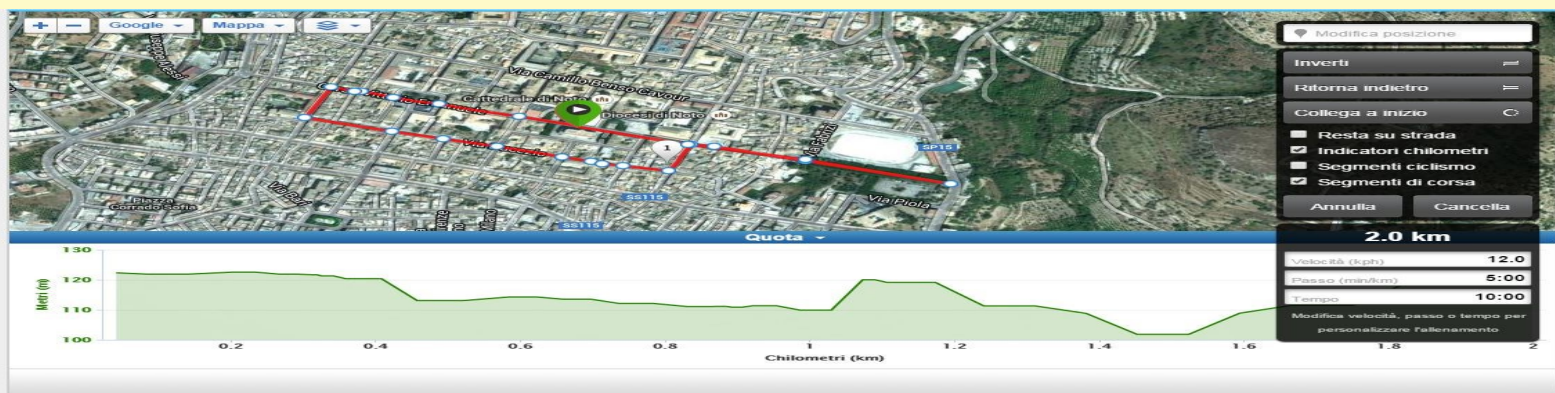 + − Google Mappa
Via Camillo Benso Cavour
Cattedrale di Noto
Diocesi di Noto
1
SP15
Via Piola
Piazza
Corrado Sofia
SS115
SS115
Modifica posizione
Inverti
Ritorna indietro
Collega a inizio
Resta su strada
Indicatori chilometri
Segmenti ciclismo
Segmenti di corsa
Annulla Cancella
2.0 km
Velocità (kph) 12.0
Passo (min/km) 5:00
Tempo 10:00
Modifica velocità, passo o tempo per
personalizzare l'allenamento
Quota
Metri (m)
130
120
110
100
0.2 0.4 0.6 0.8 1 1.2 1.4 1.6 1.8 2
Chilometri (km)